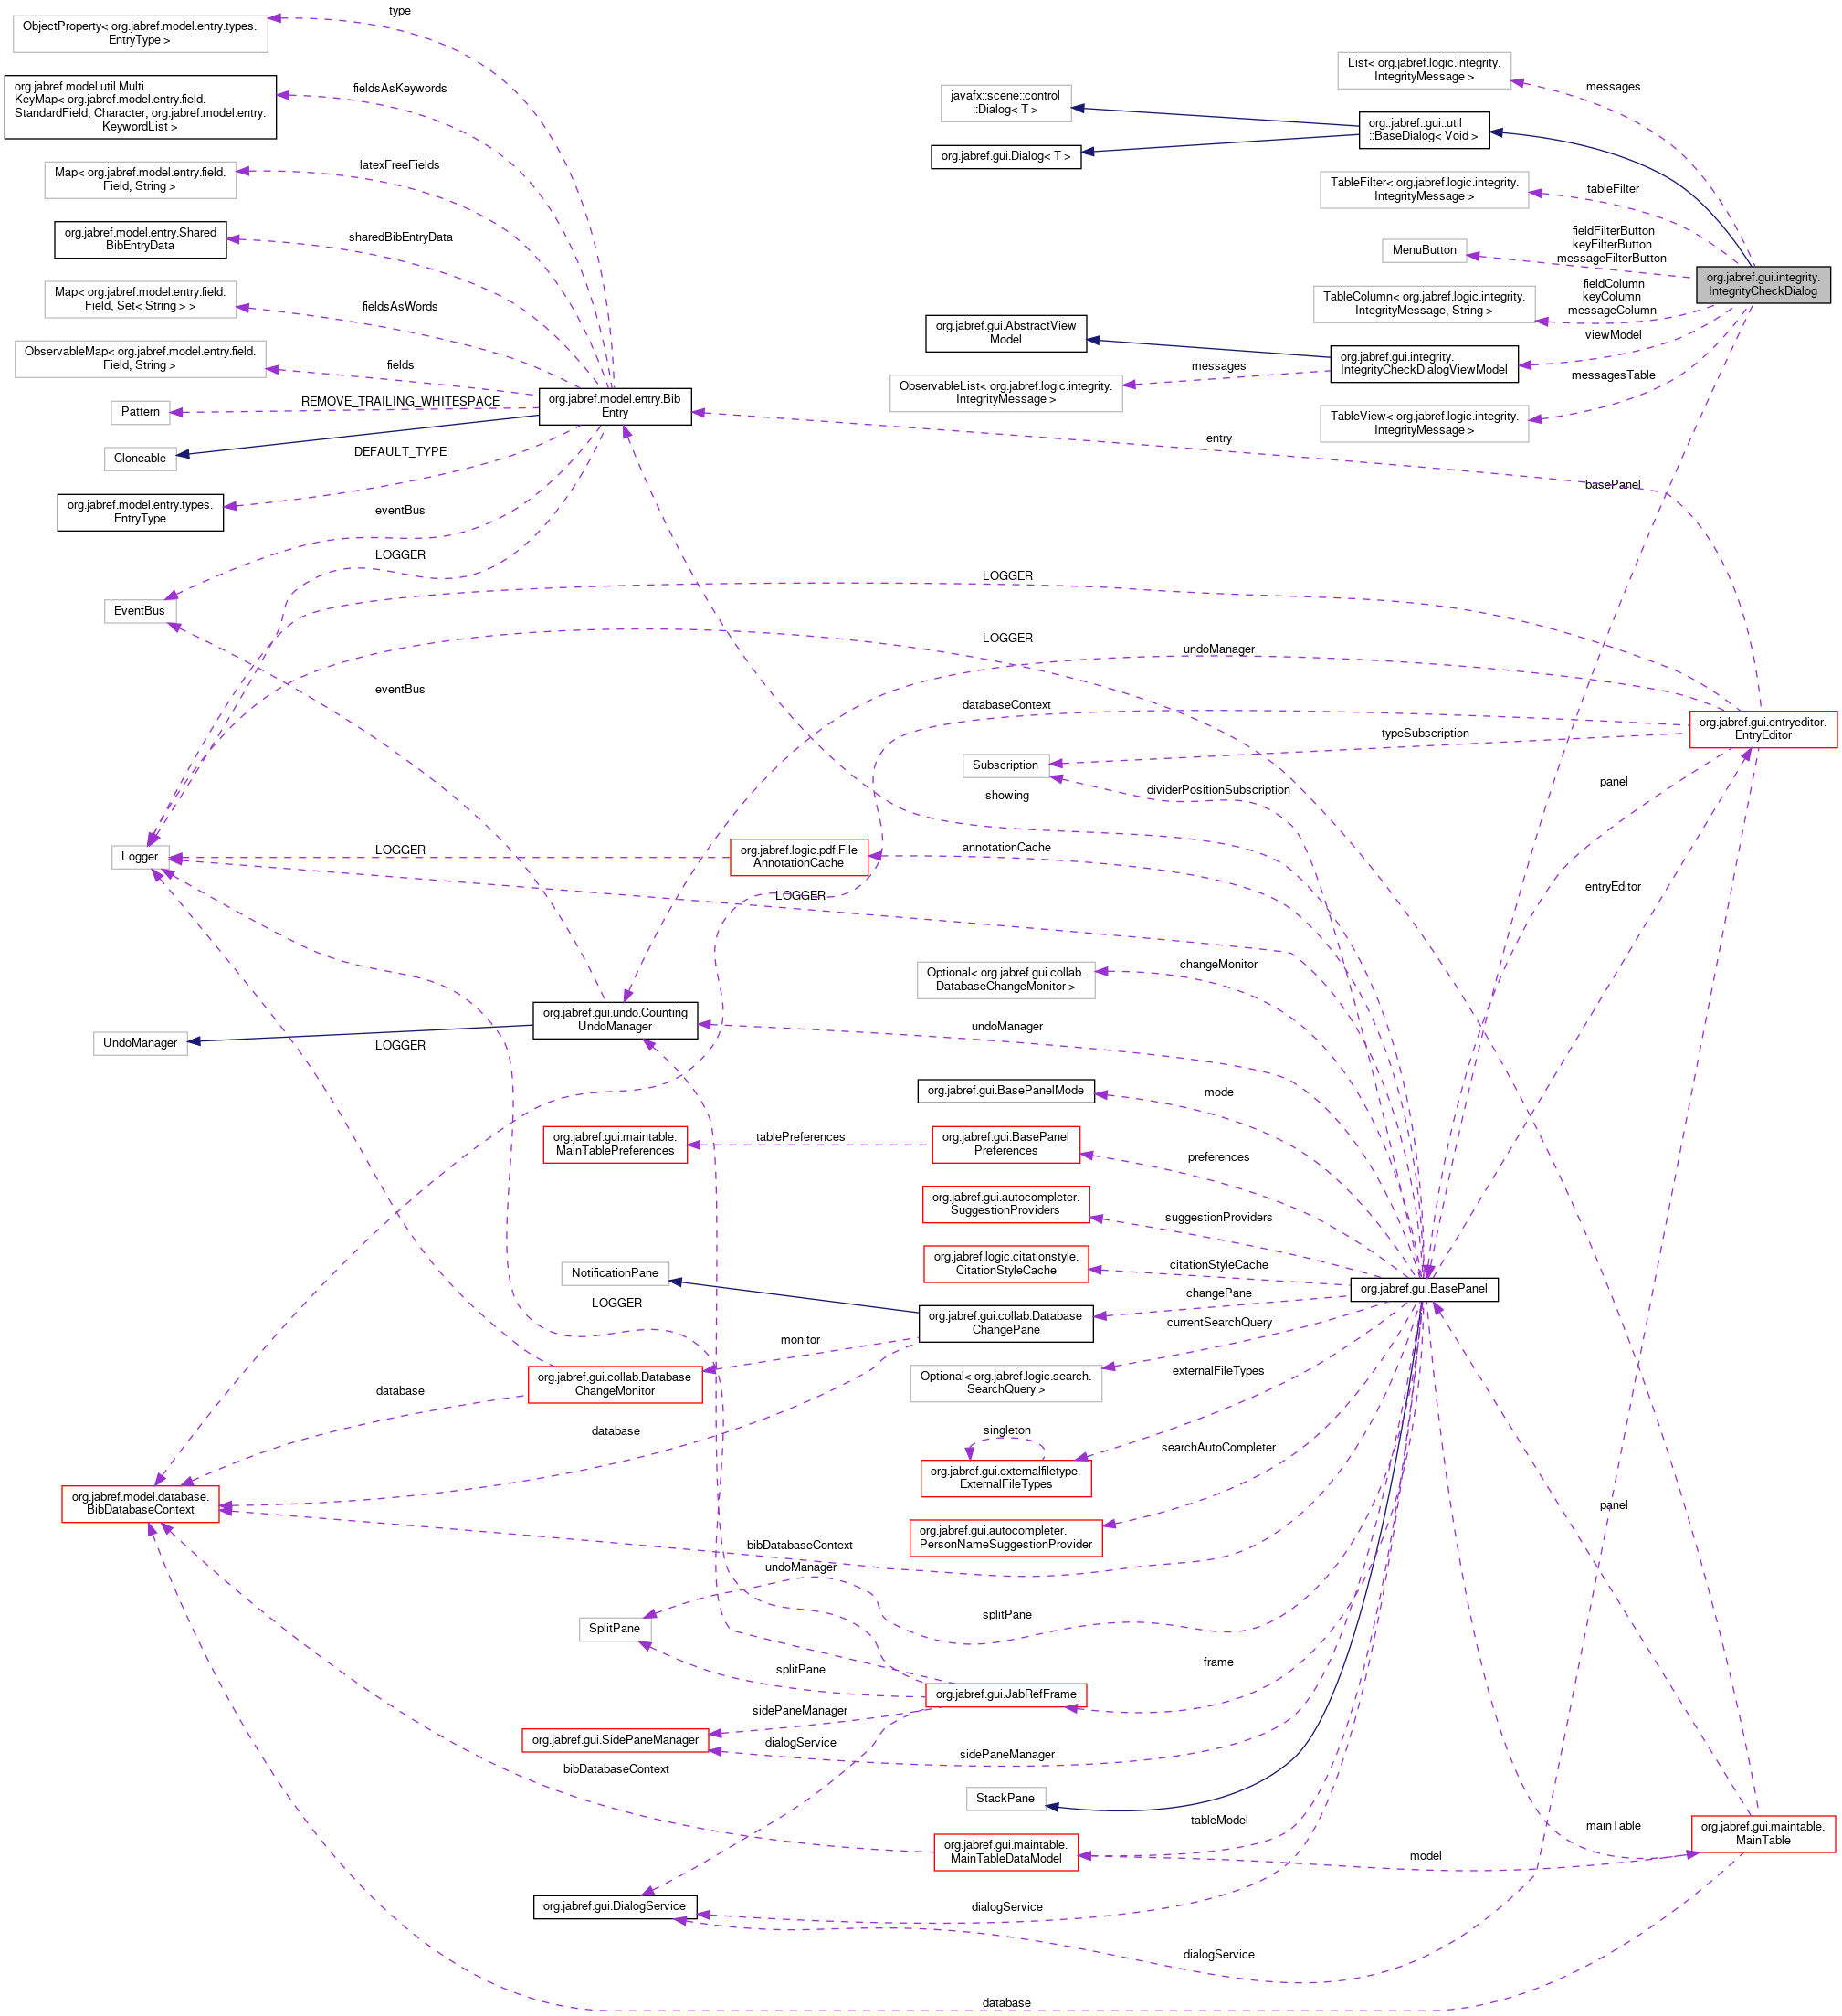 type
ObjectProperty< org.jabref.model.entry.types.
EntryType >
List< org.jabref.logic.integrity.
IntegrityMessage >
messages
org.jabref.model.util.Multi
KeyMap< org.jabref.model.entry.field.
StandardField, Character, org.jabref.model.entry.
KeywordList >
fieldsAsKeywords
javafx::scene::control
::Dialog< T >
org::jabref::gui::util
::BaseDialog< Void >
org.jabref.gui.Dialog< T >
latexFreeFields
Map< org.jabref.model.entry.field.
Field, String >
TableFilter< org.jabref.logic.integrity.
IntegrityMessage >
tableFilter
org.jabref.model.entry.Shared
BibEntryData
sharedBibEntryData
MenuButton
fieldFilterButton
keyFilterButton
messageFilterButton
org.jabref.gui.integrity.
IntegrityCheckDialog
Map< org.jabref.model.entry.field.
Field, Set< String > >
fieldsAsWords
TableColumn< org.jabref.logic.integrity.
IntegrityMessage, String >
fieldColumn
keyColumn
messageColumn
org.jabref.gui.AbstractView
Model
viewModel
ObservableMap< org.jabref.model.entry.field.
Field, String >
fields
org.jabref.gui.integrity.
IntegrityCheckDialogViewModel
messages
messagesTable
ObservableList< org.jabref.logic.integrity.
IntegrityMessage >
Pattern
REMOVE_TRAILING_WHITESPACE
org.jabref.model.entry.Bib
Entry
TableView< org.jabref.logic.integrity.
IntegrityMessage >
entry
Cloneable
DEFAULT_TYPE
basePanel
org.jabref.model.entry.types.
EntryType
eventBus
LOGGER
LOGGER
EventBus
LOGGER
undoManager
eventBus
databaseContext
org.jabref.gui.entryeditor.
EntryEditor
typeSubscription
Subscription
panel
dividerPositionSubscription
showing
Logger
LOGGER
org.jabref.logic.pdf.File
AnnotationCache
annotationCache
entryEditor
LOGGER
Optional< org.jabref.gui.collab.
DatabaseChangeMonitor >
changeMonitor
org.jabref.gui.undo.Counting
UndoManager
undoManager
UndoManager
LOGGER
org.jabref.gui.BasePanelMode
mode
org.jabref.gui.maintable.
MainTablePreferences
tablePreferences
org.jabref.gui.BasePanel
Preferences
preferences
org.jabref.gui.autocompleter.
SuggestionProviders
suggestionProviders
org.jabref.logic.citationstyle.
CitationStyleCache
citationStyleCache
NotificationPane
org.jabref.gui.BasePanel
changePane
LOGGER
org.jabref.gui.collab.Database
ChangePane
currentSearchQuery
monitor
org.jabref.gui.collab.Database
ChangeMonitor
Optional< org.jabref.logic.search.
SearchQuery >
externalFileTypes
database
database
singleton
searchAutoCompleter
org.jabref.gui.externalfiletype.
ExternalFileTypes
org.jabref.model.database.
BibDatabaseContext
panel
org.jabref.gui.autocompleter.
PersonNameSuggestionProvider
bibDatabaseContext
undoManager
SplitPane
splitPane
frame
splitPane
org.jabref.gui.JabRefFrame
sidePaneManager
org.jabref.gui.SidePaneManager
dialogService
sidePaneManager
bibDatabaseContext
StackPane
tableModel
mainTable
org.jabref.gui.maintable.
MainTable
org.jabref.gui.maintable.
MainTableDataModel
model
org.jabref.gui.DialogService
dialogService
dialogService
database